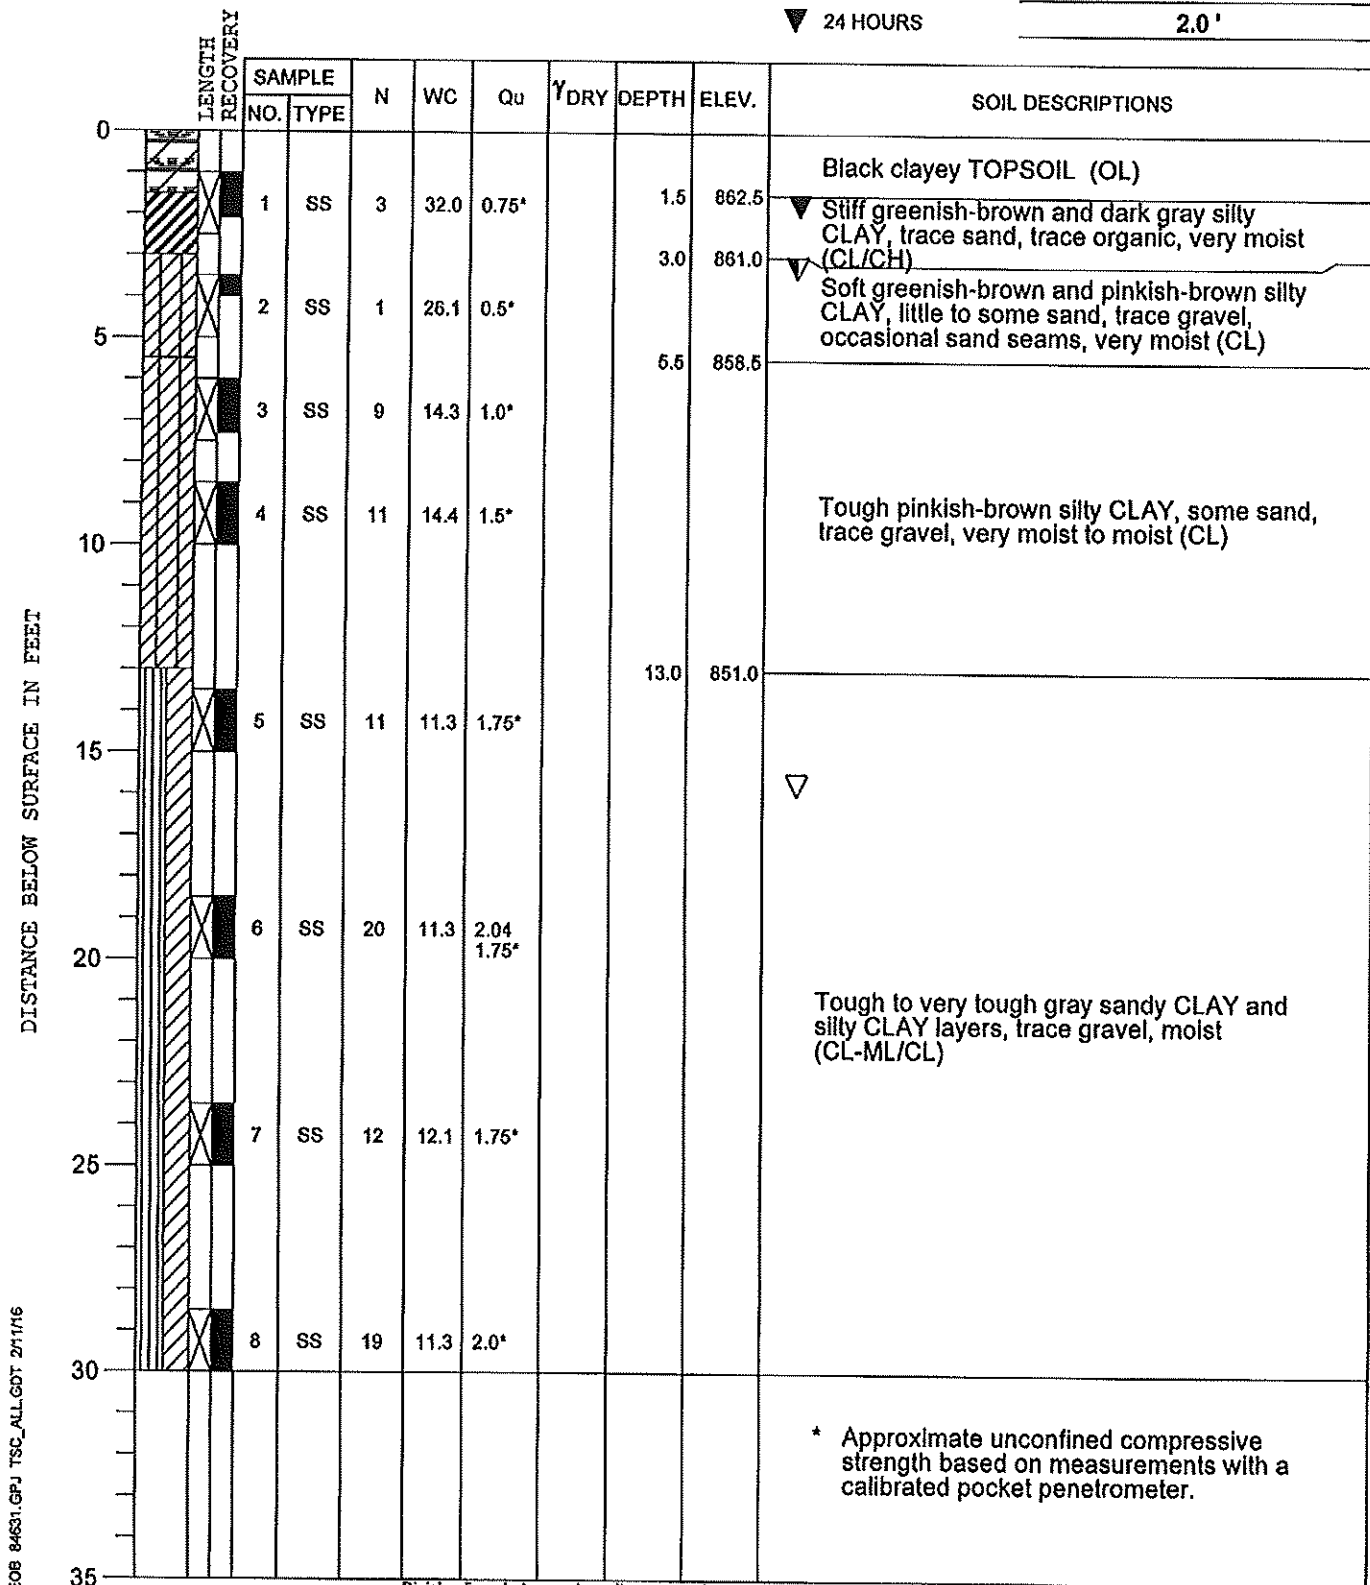 24 HOURS 2.0'
LENGTH
RECOVERY
SAMPLE
NO. TYPE N WC Qu γDRY DEPTH ELEV. SOIL DESCRIPTIONS
0
Black clayey TOPSOIL (OL)
1 SS 3 32.0 0.75* 1.5 862.5
Stiff greenish-brown and dark gray silty
CLAY, trace sand, trace organic, very moist
(CL/CH)
3.0 861.0
Soft greenish-brown and pinkish-brown silty
CLAY, little to some sand, trace gravel,
occasional sand seams, very moist (CL)
2 SS 1 26.1 0.5*
5
5.5 858.5
3 SS 9 14.3 1.0*
4 SS 11 14.4 1.5*
Tough pinkish-brown silty CLAY, some sand,
trace gravel, very moist to moist (CL)
10
13.0 851.0
5 SS 11 11.3 1.75*
15
6 SS 20 11.3 2.04
1.75*
20
Tough to very tough gray sandy CLAY and
silty CLAY layers, trace gravel, moist
(CL-ML/CL)
7 SS 12 12.1 1.75*
25
8 SS 19 11.3 2.0*
30
* Approximate unconfined compressive
strength based on measurements with a
calibrated pocket penetrometer.
35
DISTANCE BELOW SURFACE IN FEET
84631.GPJ TSC_ALL.GDT 2/11/16